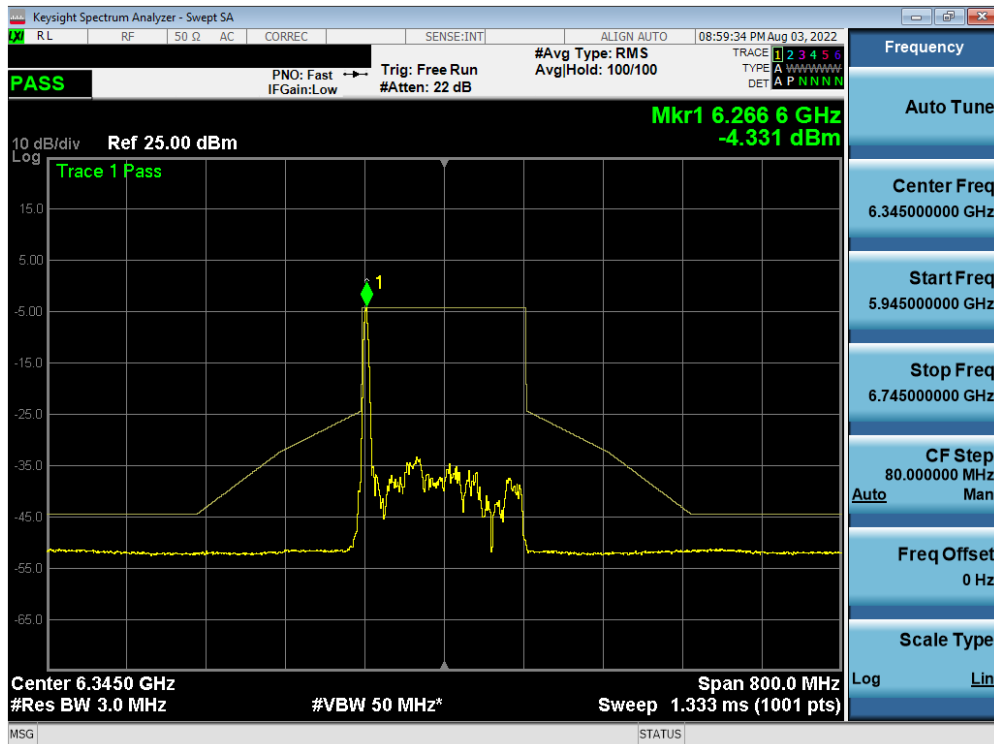 Keysight Spectrum Analyzer - Swept SA
LXI RL RF 50 Ω AC CORREC SENSE:INT ALIGN AUTO 08:59:34 PM Aug 03, 2022
Frequency
PASS
PNO: Fast
IFGain:Low
Trig: Free Run
#Atten: 22 dB
#Avg Type: RMS
Avg|Hold: 100/100
TRACE 1 2 3 4 5 6
TYPE A WWWWW
DET A P N N N N
Auto Tune
Mkr1 6.266 6 GHz
-4.331 dBm
10 dB/div Ref 25.00 dBm
Log
Trace 1 Pass
15.0
5.00
-5.00
-15.0
-25.0
-35.0
-45.0
-55.0
-65.0
1
Center Freq
6.345000000 GHz
Start Freq
5.945000000 GHz
Stop Freq
6.745000000 GHz
CF Step
80.000000 MHz
Auto Man
Freq Offset
0 Hz
Scale Type
Log Lin
Center 6.3450 GHz Span 800.0 MHz
#Res BW 3.0 MHz #VBW 50 MHz* Sweep 1.333 ms (1001 pts)
MSG STATUS